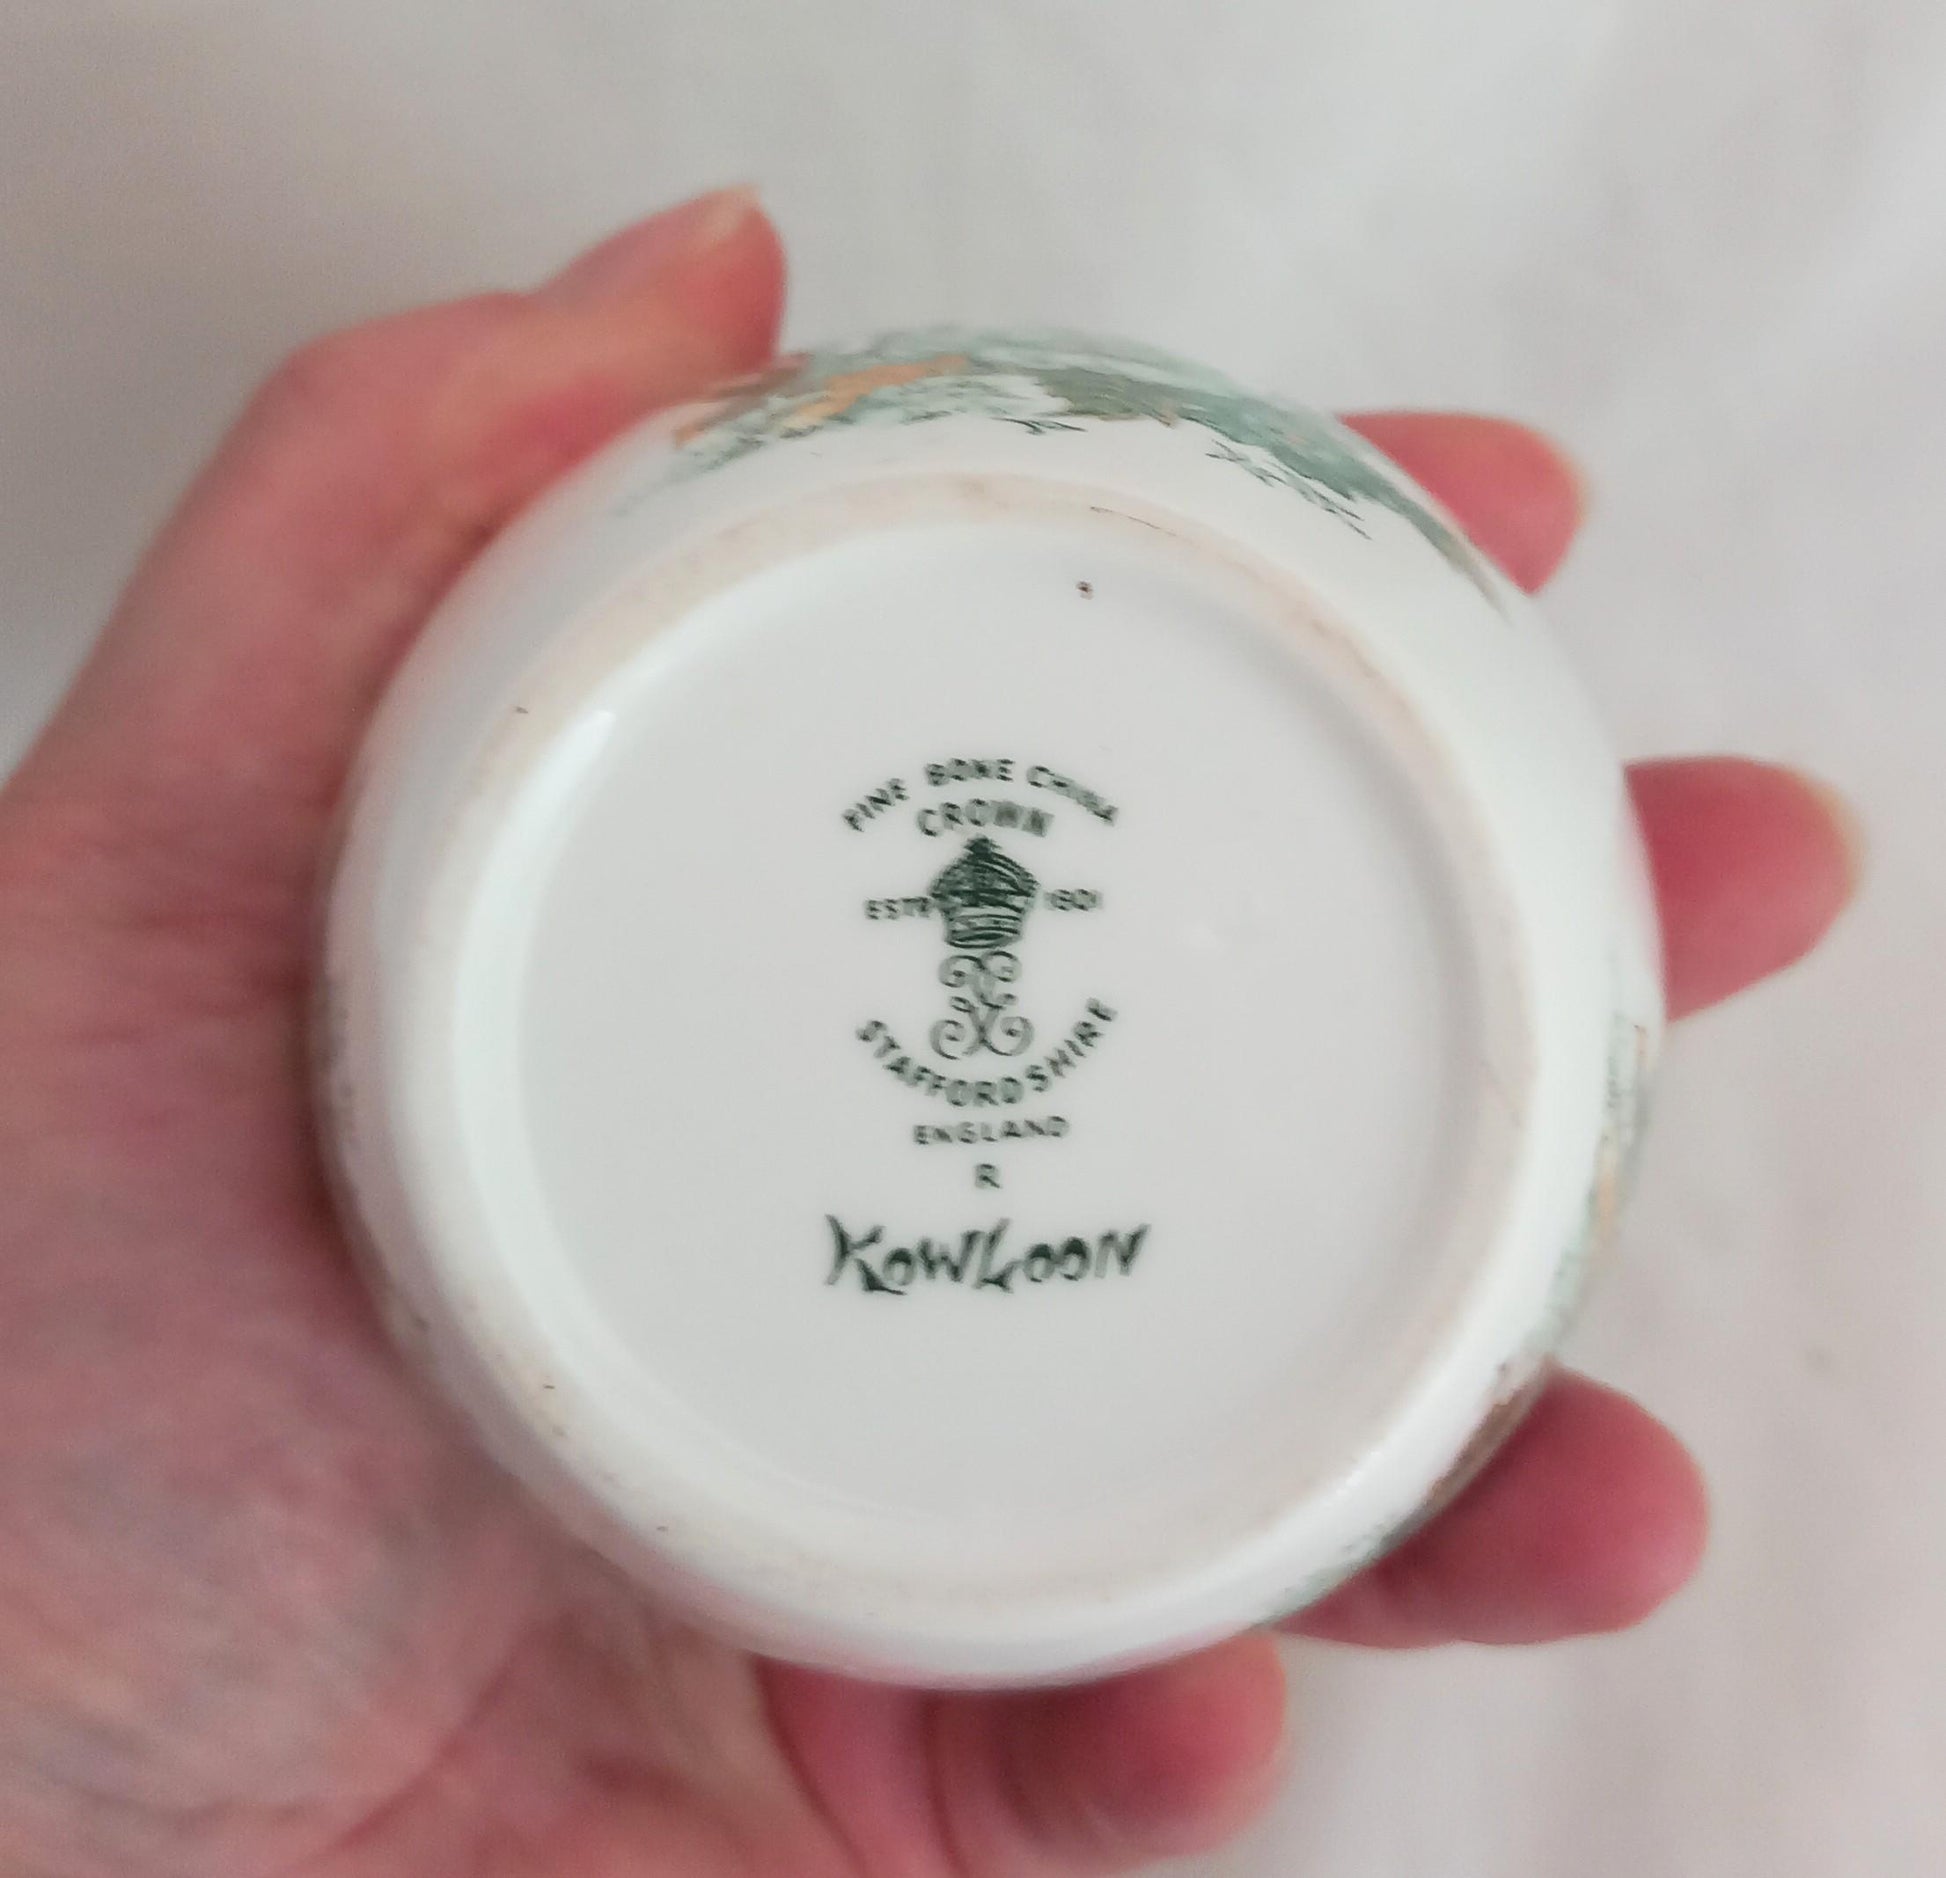 FINE BONE CHINA
CROWN
ESTD 1801
STAFFORDSHIRE
ENGLAND
R
KOWLOON